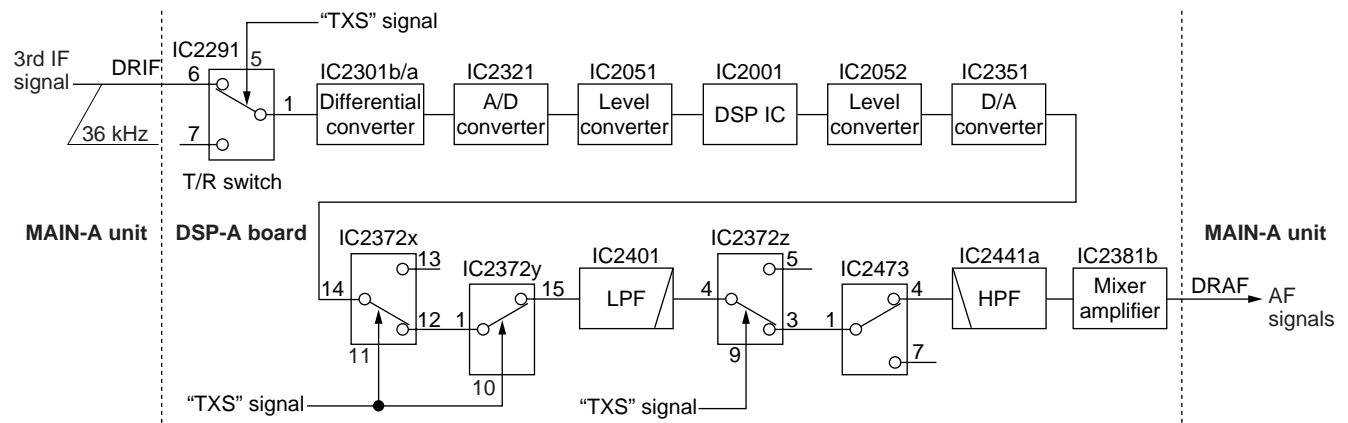 “TXS” signal
IC2291
5
3rd IF
signal
DRIF
6
1
7
36 kHz
T/R switch
IC2301b/a
Differential
converter
IC2321
A/D
converter
IC2051
Level
converter
IC2001
DSP IC
IC2052
Level
converter
IC2351
D/A
converter
MAIN-A unit
DSP-A board
MAIN-A unit
IC2372x
13
14
12
11
IC2372y
15
1
10
IC2401
LPF
IC2372z
5
4
3
9
IC2473
4
1
7
IC2441a
HPF
IC2381b
Mixer
amplifier
DRAF
AF
signals
“TXS” signal
“TXS” signal